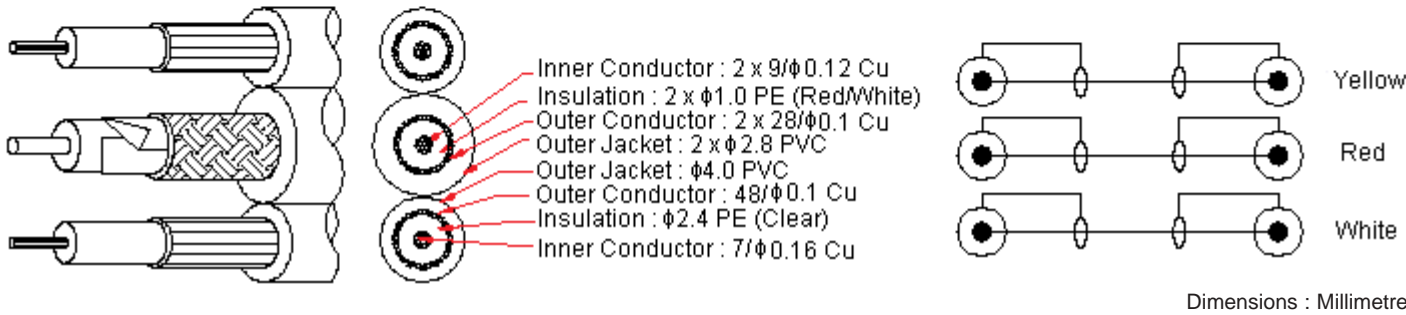 Inner Conductor : 2 x 9/ϕ0.12 Cu
Insulation : 2 x ϕ1.0 PE (Red/White)
Outer Conductor : 2 x 28/ϕ0.1 Cu
Outer Jacket : 2 x ϕ2.8 PVC
Outer Jacket : ϕ4.0 PVC
Outer Conductor : 48/ϕ0.1 Cu
Insulation : ϕ2.4 PE (Clear)
Inner Conductor : 7/ϕ0.16 Cu
Yellow
Red
White
Dimensions : Millimetre